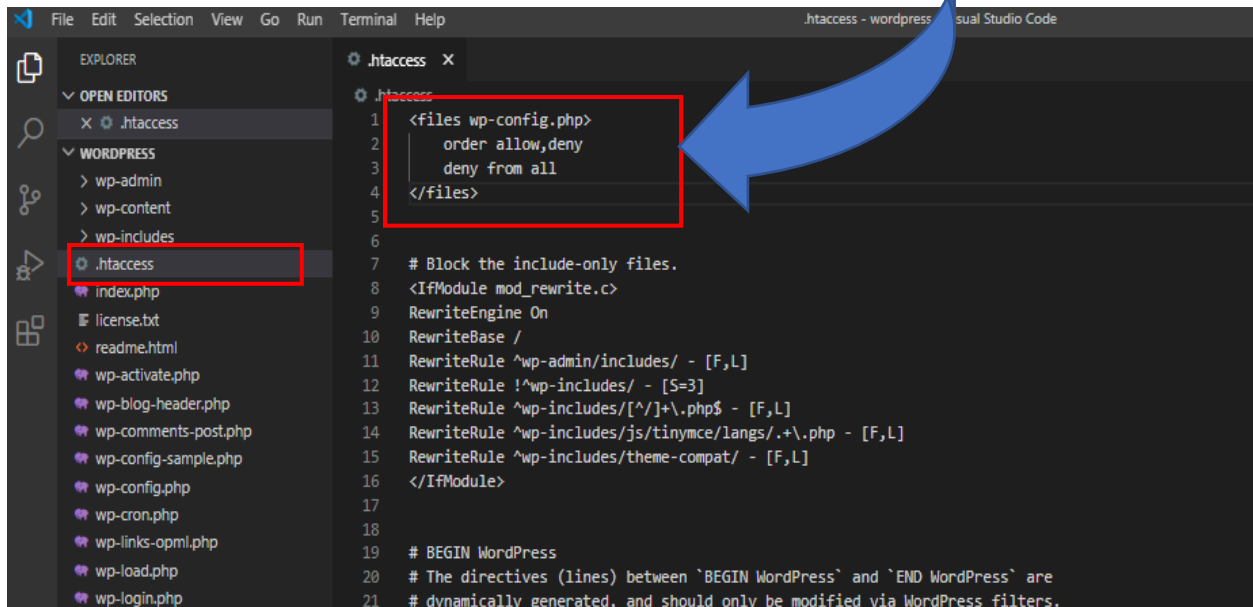 File Edit Selection View Go Run Terminal Help
.htaccess - wordpress sual Studio Code
EXPLORER
OPEN EDITORS
.htaccess
WORDPRESS
wp-admin
wp-content
wp-includes
.htaccess
index.php
license.txt
readme.html
wp-activate.php
wp-blog-header.php
wp-comments-post.php
wp-config-sample.php
wp-config.php
wp-cron.php
wp-links-opml.php
wp-load.php
wp-login.php
.htaccess
.htaccess
1 <files wp-config.php>
2 order allow,deny
3 deny from all
4 </files>
5
6
7 # Block the include-only files.
8 <IfModule mod_rewrite.c>
9 RewriteEngine On
10 RewriteBase /
11 RewriteRule ^wp-admin/includes/ - [F,L]
12 RewriteRule !^wp-includes/ - [S=3]
13 RewriteRule ^wp-includes/[^/]+\.php$ - [F,L]
14 RewriteRule ^wp-includes/js/tinymce/langs/.+\.php - [F,L]
15 RewriteRule ^wp-includes/theme-compat/ - [F,L]
16 </IfModule>
17
18
19 # BEGIN WordPress
20 # The directives (lines) between `BEGIN WordPress` and `END WordPress` are
21 # dynamically generated, and should only be modified via WordPress filters.